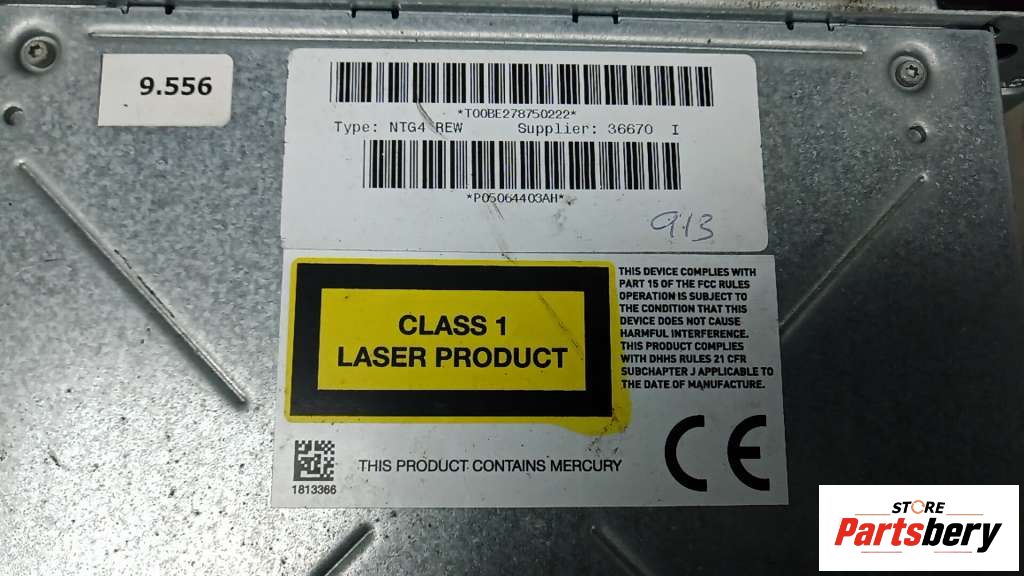 9.556
*T00BE278750222*
Type: NTG4 REW Supplier: 36670 I
*P05064403AH*
913
CLASS 1
LASER PRODUCT
THIS DEVICE COMPLIES WITH
PART 15 OF THE FCC RULES
OPERATION IS SUBJECT TO
THE CONDITION THAT THIS
DEVICE DOES NOT CAUSE
HARMFUL INTERFERENCE.
THIS PRODUCT COMPLIES
WITH DHHS RULES 21 CFR
SUBCHAPTER J APPLICABLE TO
THE DATE OF MANUFACTURE.
1813366
THIS PRODUCT CONTAINS MERCURY
CE
STORE
Partsbery